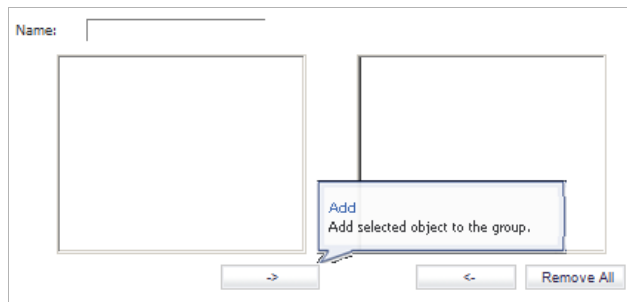 Name:
Add
Add selected object to the group.
->
<-
Remove All